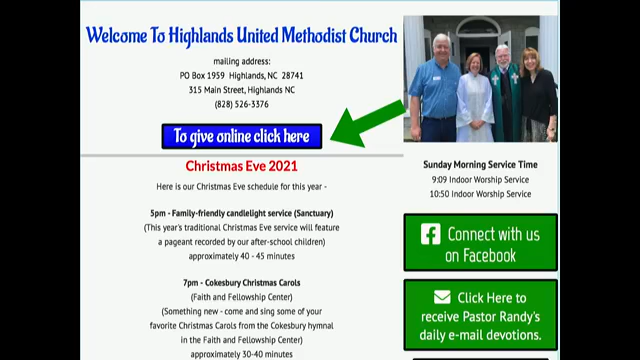 Welcome To Highlands United Methodist Church
mailing address:
PO Box 1959 Highlands, NC 28741
315 Main Street, Highlands NC
(828) 526-3376
To give online click here
Christmas Eve 2021
Here is our Christmas Eve schedule for this year -
5pm - Family-friendly candlelight service (Sanctuary)
(This year's traditional Christmas Eve service will feature
a pageant recorded by our after-school children)
approximately 40 - 45 minutes
7pm - Cokesbury Christmas Carols
(Faith and Fellowship Center)
(Something new - come and sing some of your
favorite Christmas Carols from the Cokesbury hymnal
in the Faith and Fellowship Center)
approximately 30-40 minutes
Sunday Morning Service Time
9:09 Indoor Worship Service
10:50 Indoor Worship Service
Connect with us
on Facebook
Click Here to
receive Pastor Randy's
daily e-mail devotions.